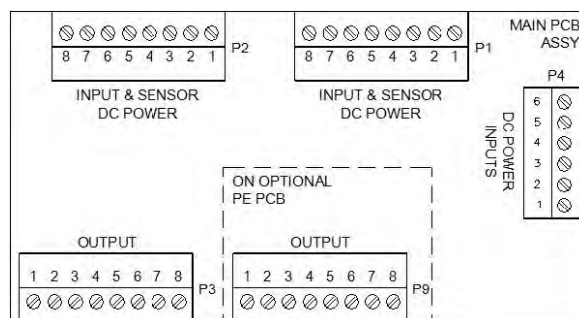 8 7 6 5 4 3 2 1 P2
INPUT & SENSOR
DC POWER
8 7 6 5 4 3 2 1 P1
INPUT & SENSOR
DC POWER
MAIN PCB
ASSY
P4
6
5
4
3
2
1
DC POWER
INPUTS
ON OPTIONAL
PE PCB
OUTPUT
1 2 3 4 5 6 7 8 P3
OUTPUT
1 2 3 4 5 6 7 8 P9